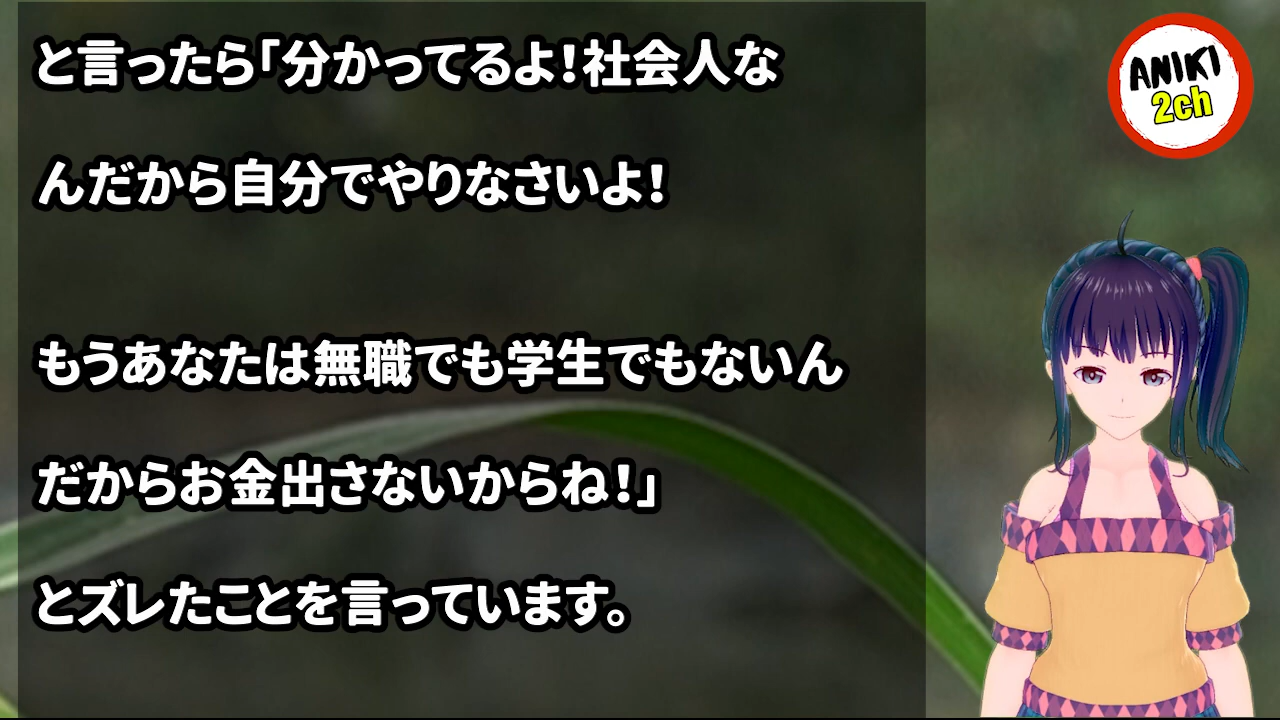 と言ったら「分かってるよ！社会人な
んだから自分でやりなさいよ！
もうあなたは無職でも学生でもないん
だからお金出さないからね！」
とズレたことを言っています。
ANIKI
2ch